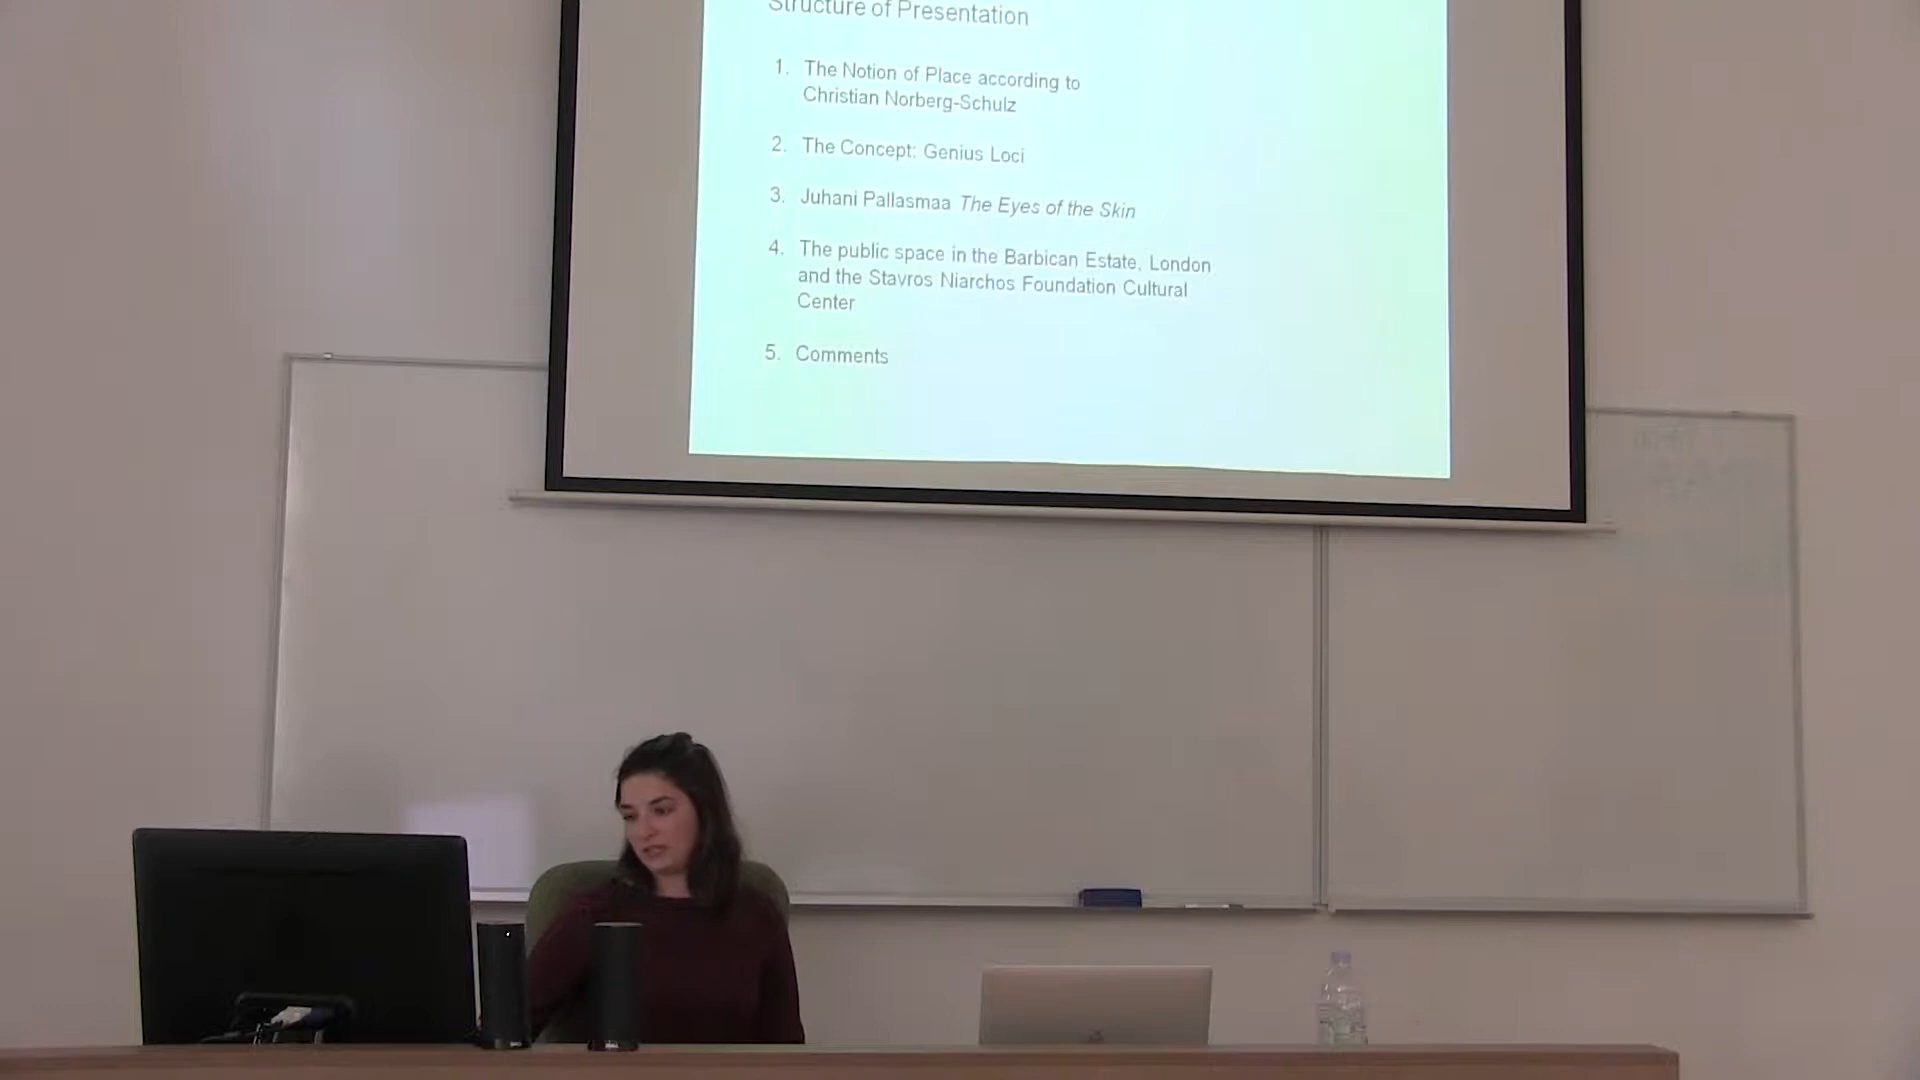 Structure of Presentation
1. The Notion of Place according to
Christian Norberg-Schulz
2. The Concept: Genius Loci
3. Juhani Pallasmaa The Eyes of the Skin
4. The public space in the Barbican Estate, London
and the Stavros Niarchos Foundation Cultural
Center
5. Comments